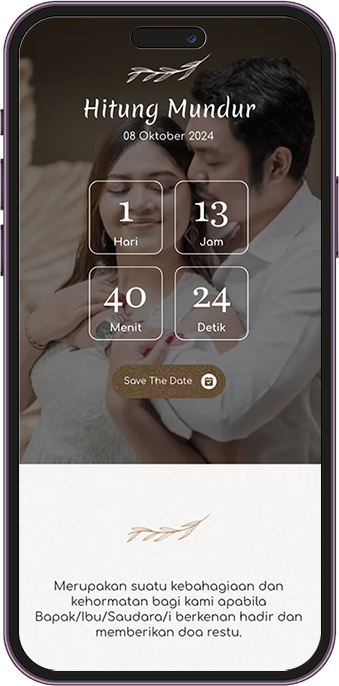 Hitung Mundur
08 Oktober 2024
1 13
Hari Jam
40 24
Menit Detik
Save The Date
Merupakan suatu kebahagiaan dan
kehormatan bagi kami apabila
Bapak/Ibu/Saudara/i berkenan hadir dan
memberikan doa restu.